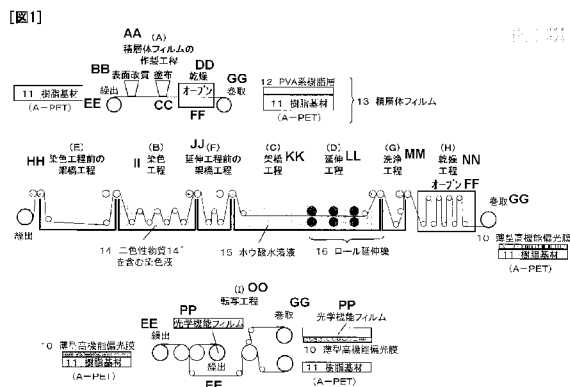 [図1]
AA (A)
積層体フィルムの
作製工程
BB 表面改質 塗布 DD 乾燥
繰出 オーブン GG 巻取
11 樹脂基材
(A-PET)
EE CC FF
12 PVA系樹脂層
11 樹脂基材
(A-PET)
13 積層体フィルム
(E) (B) JJ (F) (C) (D) (G) (H)
HH 染色工程前の架橋工程
II 染色工程
延伸工程前の架橋工程
架橋工程 KK
延伸工程 LL
洗浄工程 MM
乾燥工程 NN
オーブン FF
巻取 GG
繰出
14 二色性物質14´
を含む染色液
15 ホウ酸水溶液
16 ロール延伸機
10 薄型高機能偏光膜
11 樹脂基材
(A-PET)
(I) OO
転写工程
EE 繰出
PP
光学機能フィルム
繰出
EE
GG
巻取
PP
光学機能フィルム
10 薄型高機能偏光膜
11 樹脂基材
(A-PET)
10 薄型高機能偏光膜
11 樹脂基材
(A-PET)